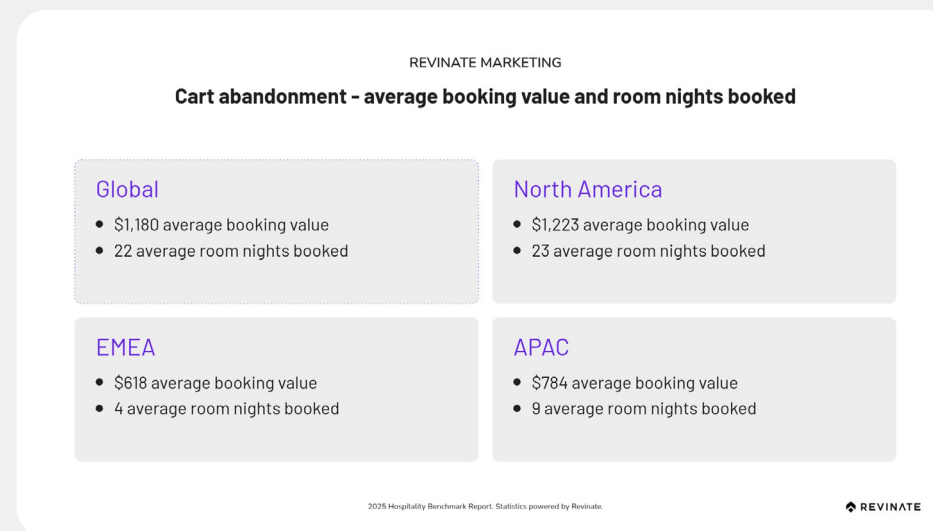 REVINATE MARKETING
Cart abandonment - average booking value and room nights booked
Global
• $1,180 average booking value
• 22 average room nights booked
North America
• $1,223 average booking value
• 23 average room nights booked
EMEA
• $618 average booking value
• 4 average room nights booked
APAC
• $784 average booking value
• 9 average room nights booked
2025 Hospitality Benchmark Report. Statistics powered by Revinate.
REVINATE